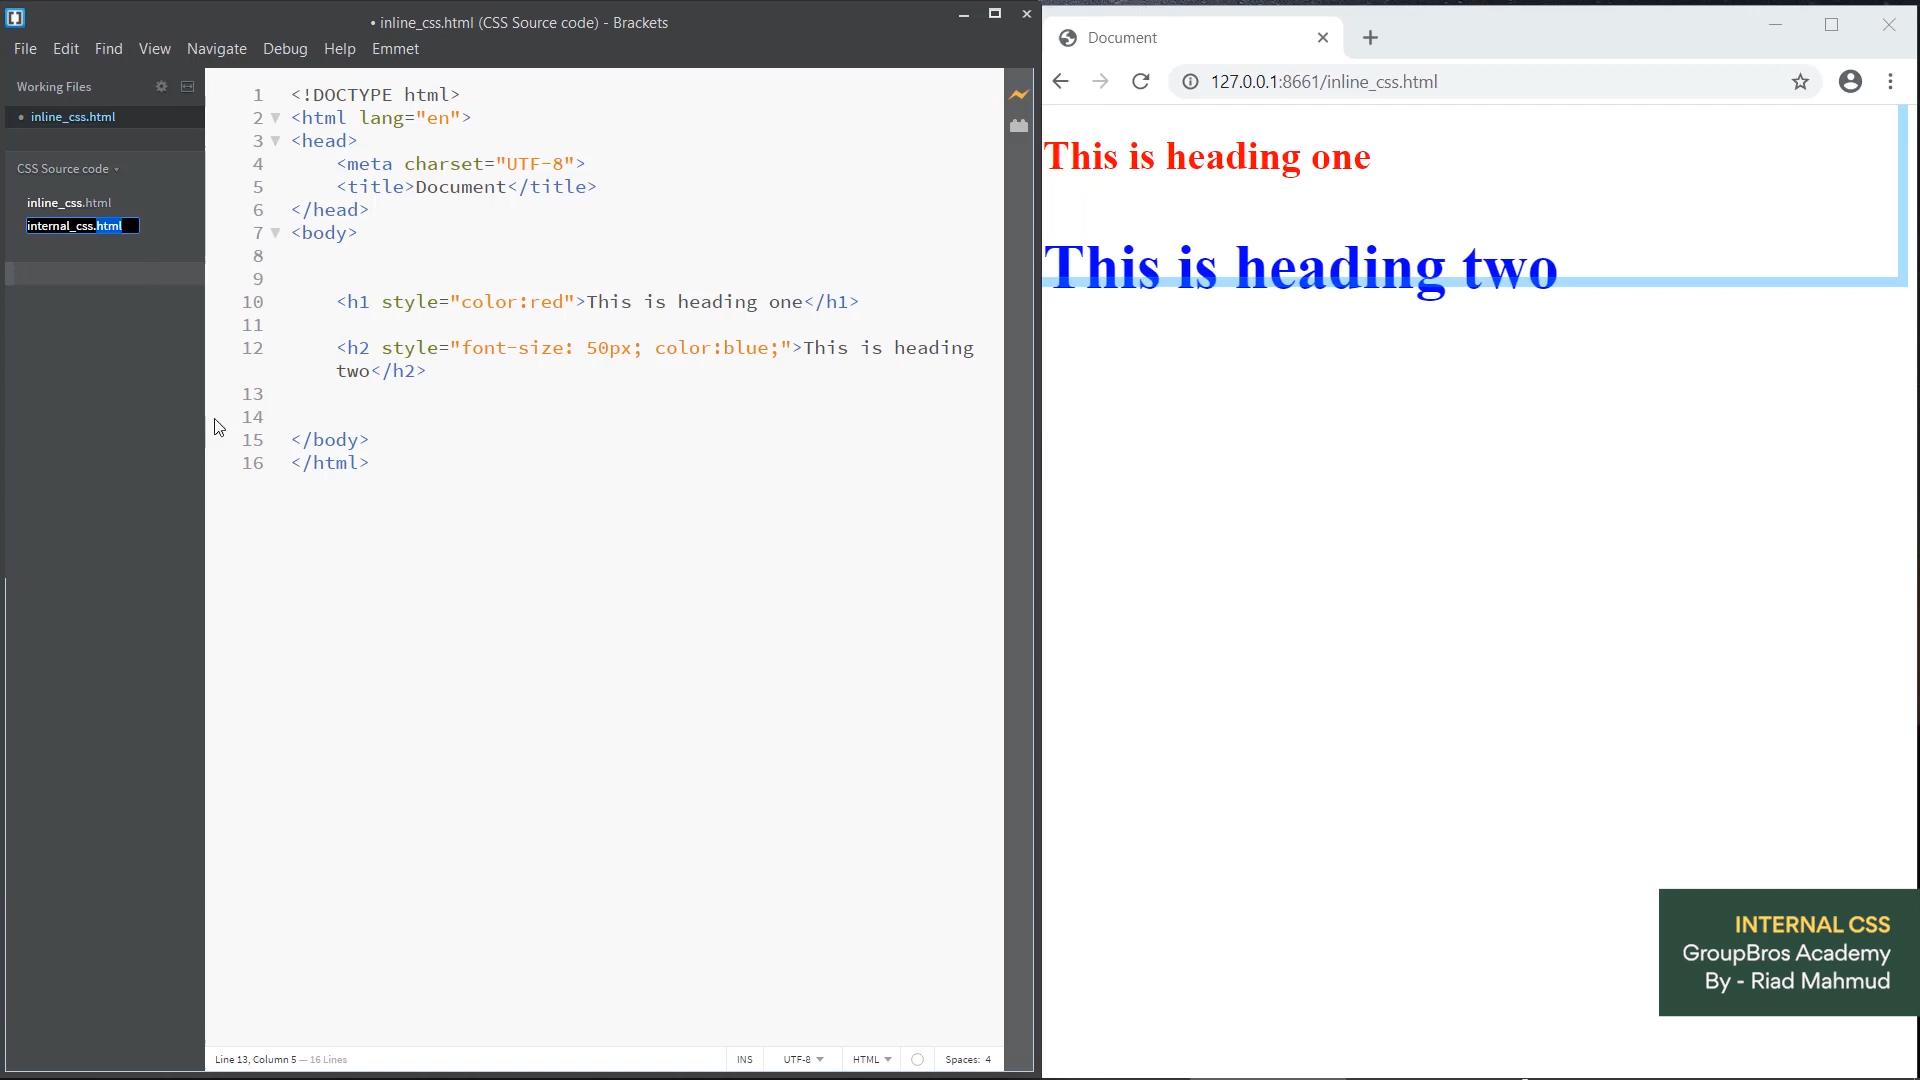 • inline_css.html (CSS Source code) - Brackets
File Edit Find View Navigate Debug Help Emmet
Working Files
• inline_css.html
CSS Source code
inline_css.html
internal_css.html
1 <!DOCTYPE html>
2 <html lang="en">
3 <head>
4 <meta charset="UTF-8">
5 <title>Document</title>
6 </head>
7 <body>
8
9
10 <h1 style="color:red">This is heading one</h1>
11
12 <h2 style="font-size: 50px; color:blue;">This is heading
two</h2>
13
14
15 </body>
16 </html>
Line 13, Column 5 — 16 Lines
INS UTF-8 HTML Spaces: 4
Document
127.0.0.1:8661/inline_css.html
This is heading one
This is heading two
INTERNAL CSS
GroupBros Academy
By - Riad Mahmud